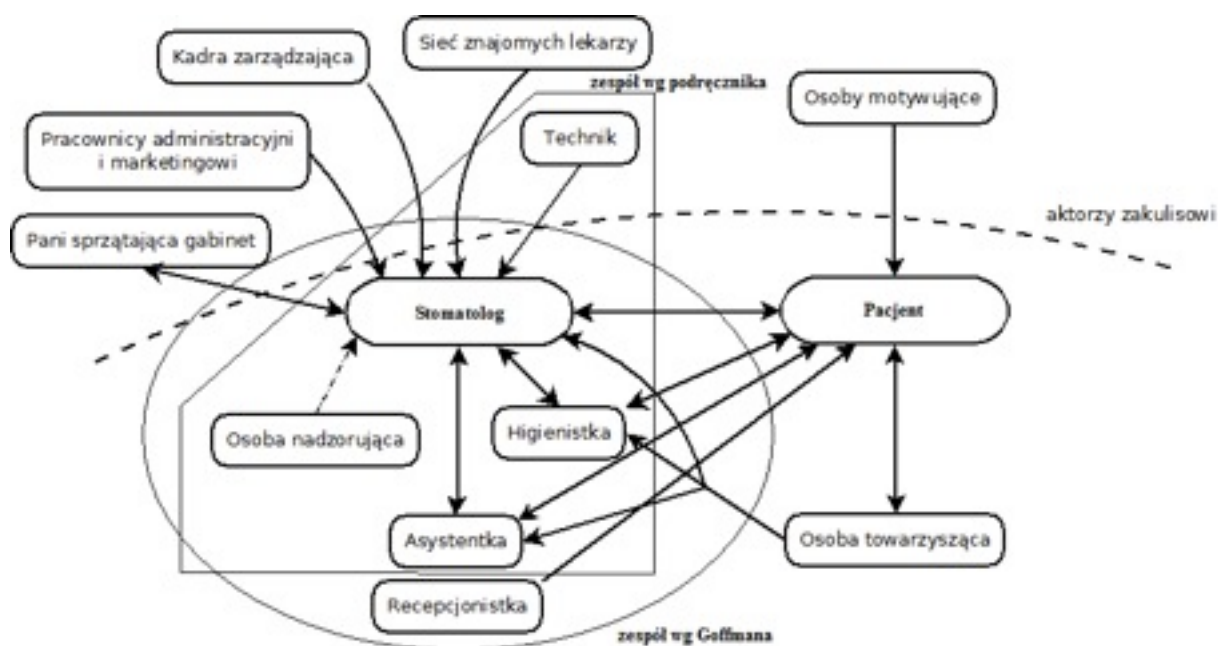 Sieć znajomych lekarzy
Kadra zarządzająca
zespół wg podręcznika
Osoby motywujące
Pracownicy administracyjni
i marketingowi
Technik
aktorzy zakulisowi
Pani sprzątająca gabinet
Stomatolog
Pacjent
Osoba nadzorująca
Higienistka
Asystentka
Osoba towarzysząca
Recepcjonistka
zespół wg Goffmana